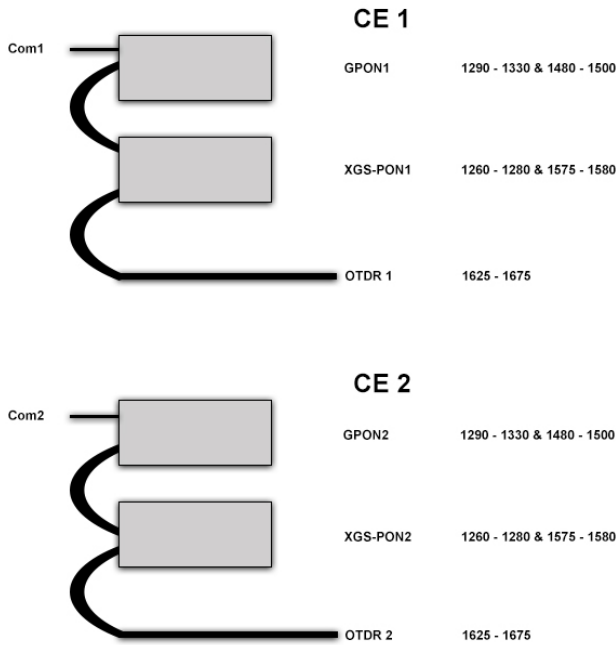 CE 1
Com1
GPON1 1290 - 1330 & 1480 - 1500
XGS-PON1 1260 - 1280 & 1575 - 1580
OTDR 1 1625 - 1675
CE 2
Com2
GPON2 1290 - 1330 & 1480 - 1500
XGS-PON2 1260 - 1280 & 1575 - 1580
OTDR 2 1625 - 1675